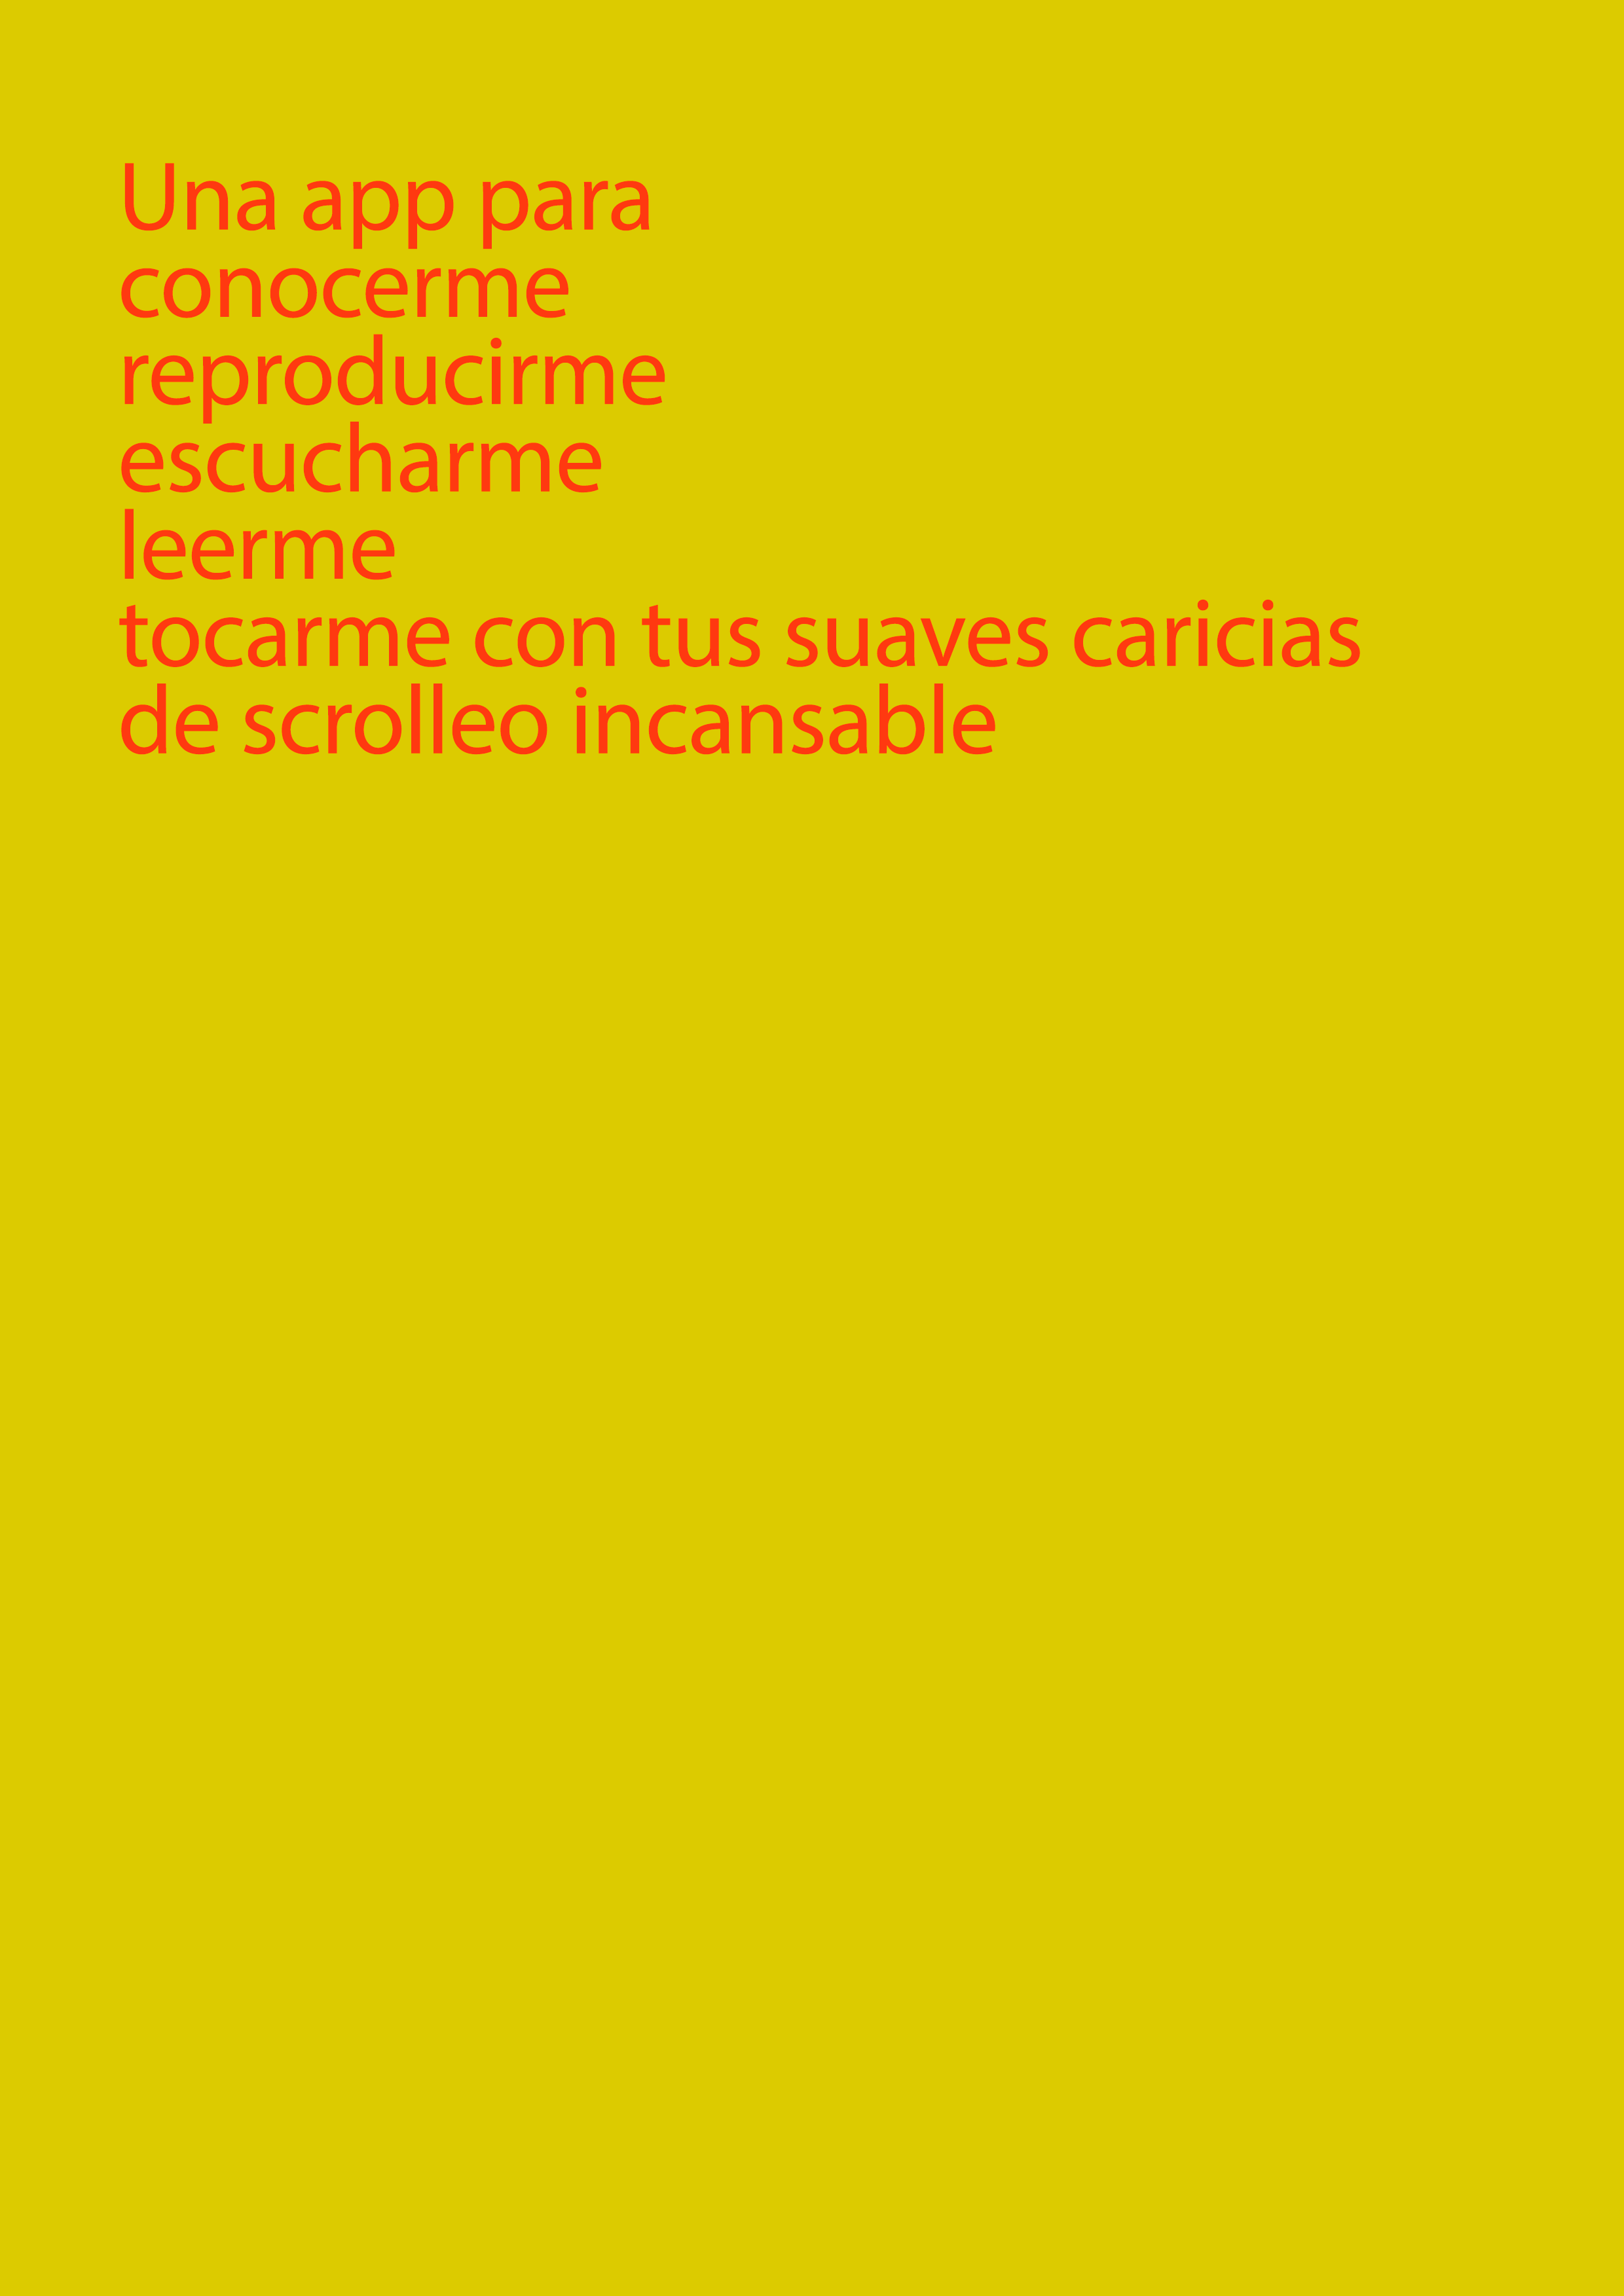 Una app para
conocerme
reproducirme
escucharme
leerme
tocarme con tus suaves caricias
de scrolleo incansable